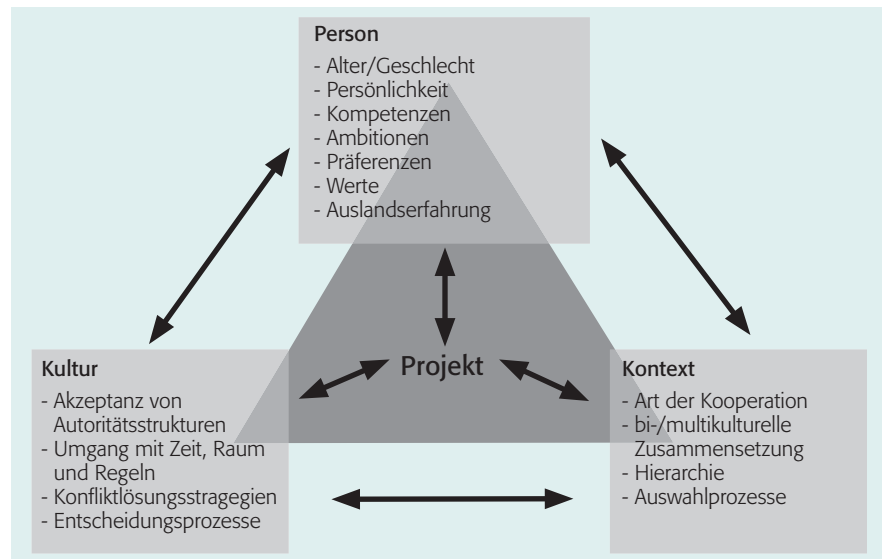 Person
- Alter/Geschlecht
- Persönlichkeit
- Kompetenzen
- Ambitionen
- Präferenzen
- Werte
- Auslandserfahrung
Projekt
Kultur
- Akzeptanz von
Autoritätsstrukturen
- Umgang mit Zeit, Raum
und Regeln
- Konfliktlösungsstragegien
- Entscheidungsprozesse
Kontext
- Art der Kooperation
- bi-/multikulturelle
Zusammensetzung
- Hierarchie
- Auswahlprozesse